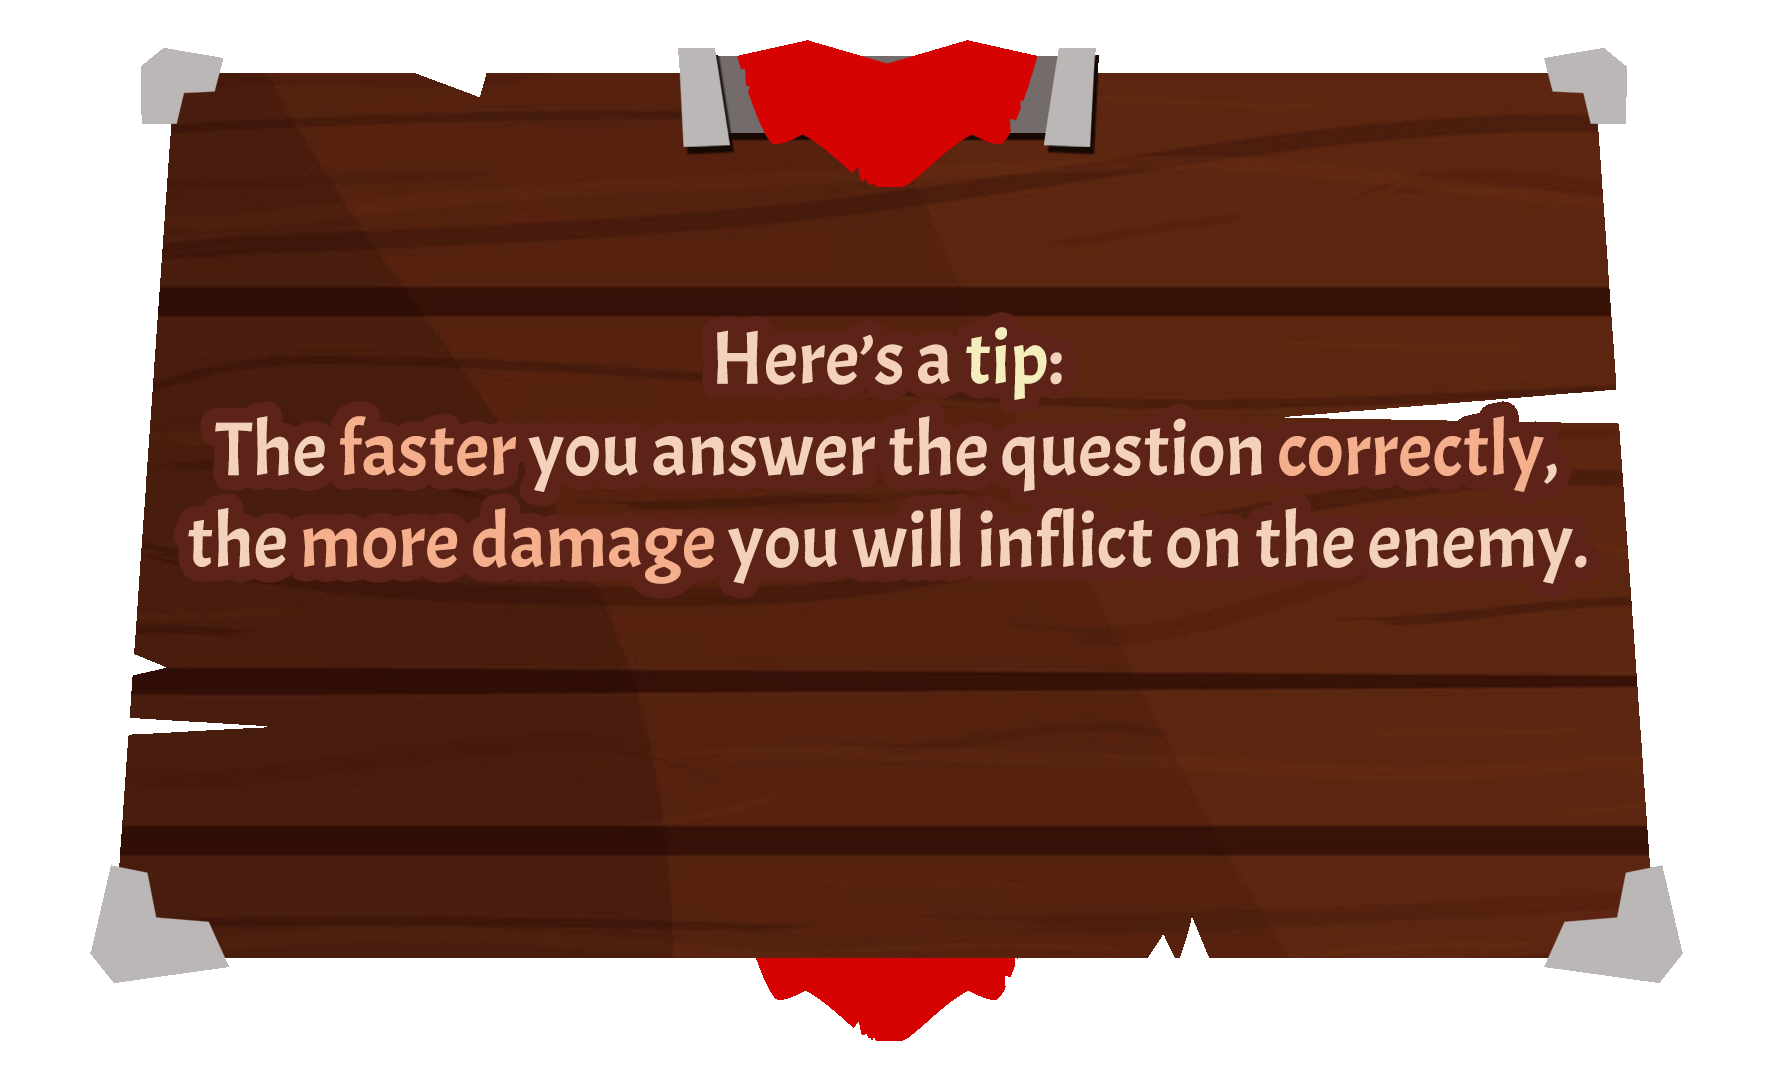 Here’s a tip:
The faster you answer the question correctly,
the more damage you will inflict on the enemy.